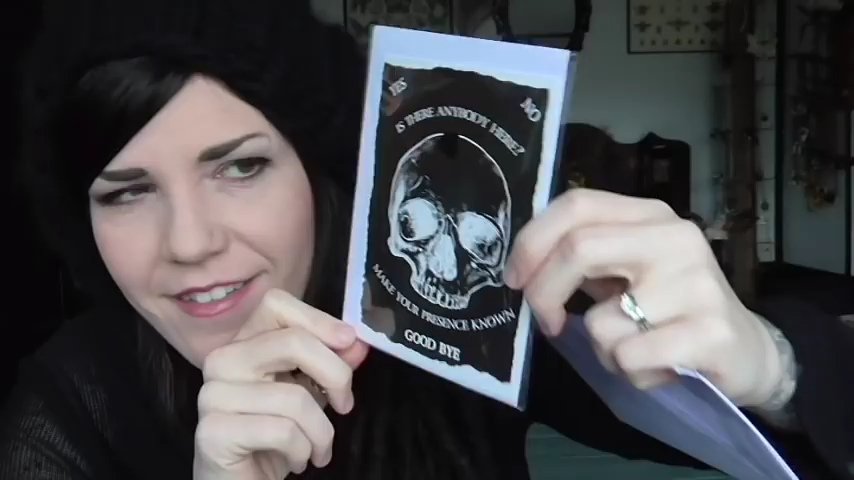 YES
NO
IS THERE ANYBODY HERE?
MAKE YOUR PRESENCE KNOWN
GOOD BYE